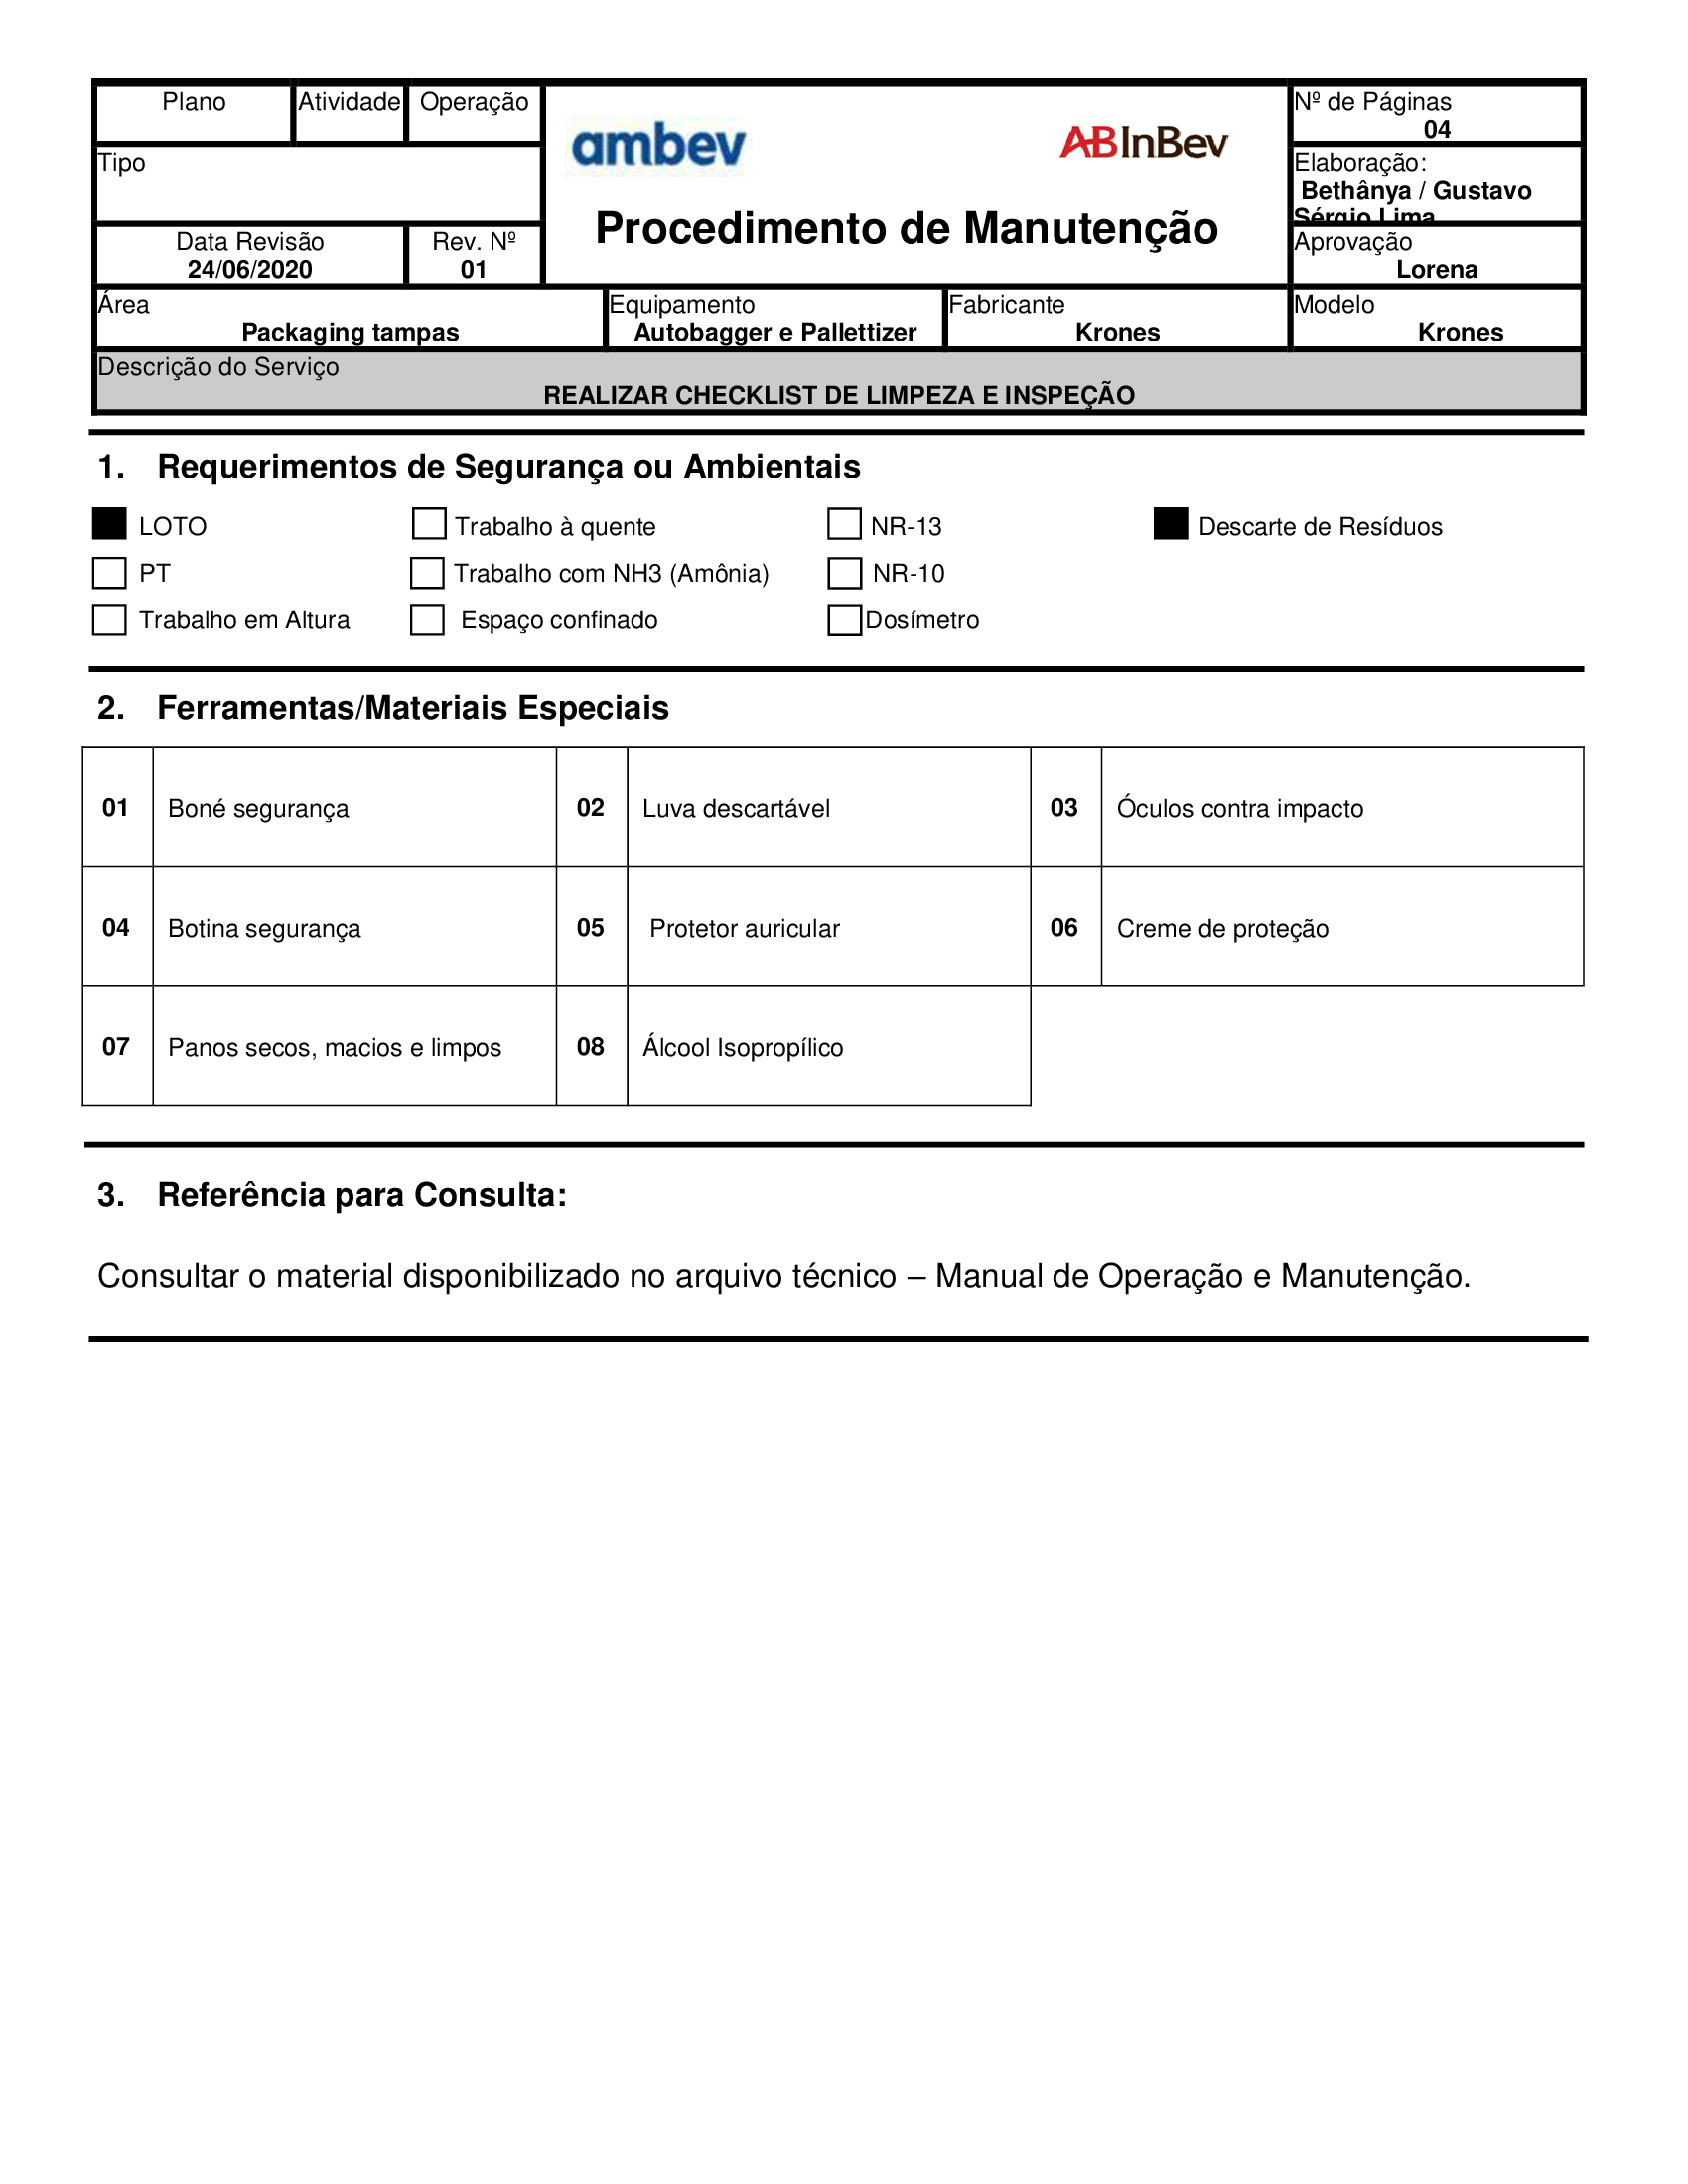 Plano
Atividade
Operação
ambev
ABInBev
Nº de Páginas
04
Tipo
Elaboração:
Bethânya / Gustavo
Sérgio Lima
Procedimento de Manutenção
Data Revisão
24/06/2020
Rev. Nº
01
Aprovação
Lorena
Área
Packaging tampas
Equipamento
Autobagger e Pallettizer
Fabricante
Krones
Modelo
Krones
Descrição do Serviço
REALIZAR CHECKLIST DE LIMPEZA E INSPEÇÃO
1. Requerimentos de Segurança ou Ambientais
LOTO Trabalho à quente NR-13 Descarte de Resíduos
PT Trabalho com NH3 (Amônia) NR-10
Trabalho em Altura Espaço confinado Dosímetro
2. Ferramentas/Materiais Especiais
01 Boné segurança 02 Luva descartável 03 Óculos contra impacto
04 Botina segurança 05 Protetor auricular 06 Creme de proteção
07 Panos secos, macios e limpos 08 Álcool Isopropílico
3. Referência para Consulta:
Consultar o material disponibilizado no arquivo técnico – Manual de Operação e Manutenção.